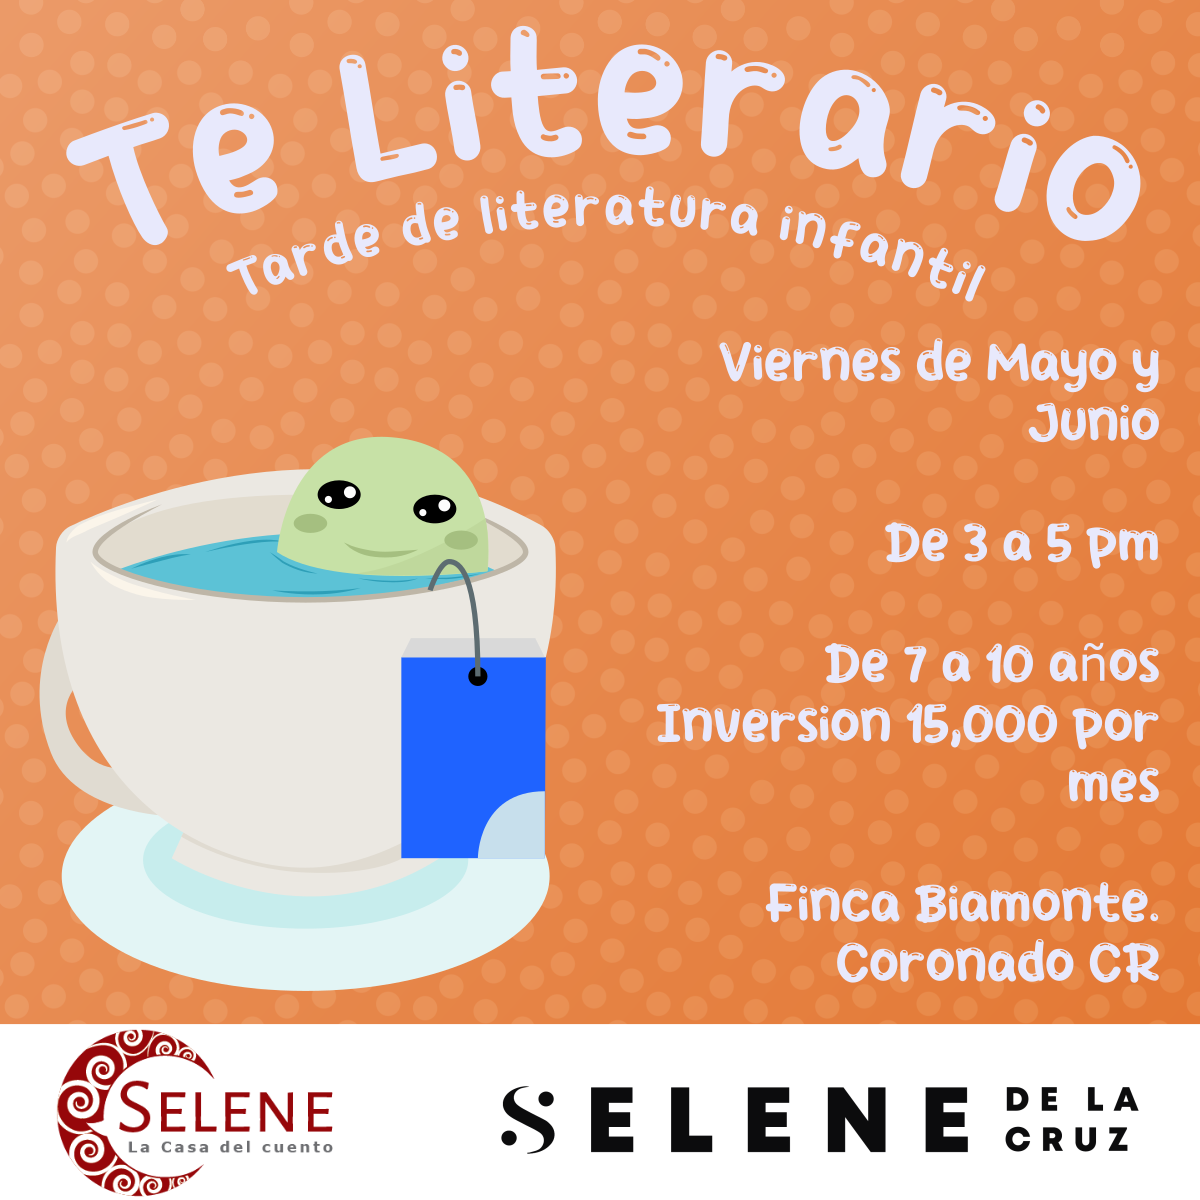 Te Literario
Tarde de literatura infantil
Viernes de Mayo y
Junio
De 3 a 5 pm
De 7 a 10 años
Inversion 15,000 por
mes
Finca Biamonte.
Coronado CR
SELENE
La Casa del cuento
SELENE
DE LA
CRUZ